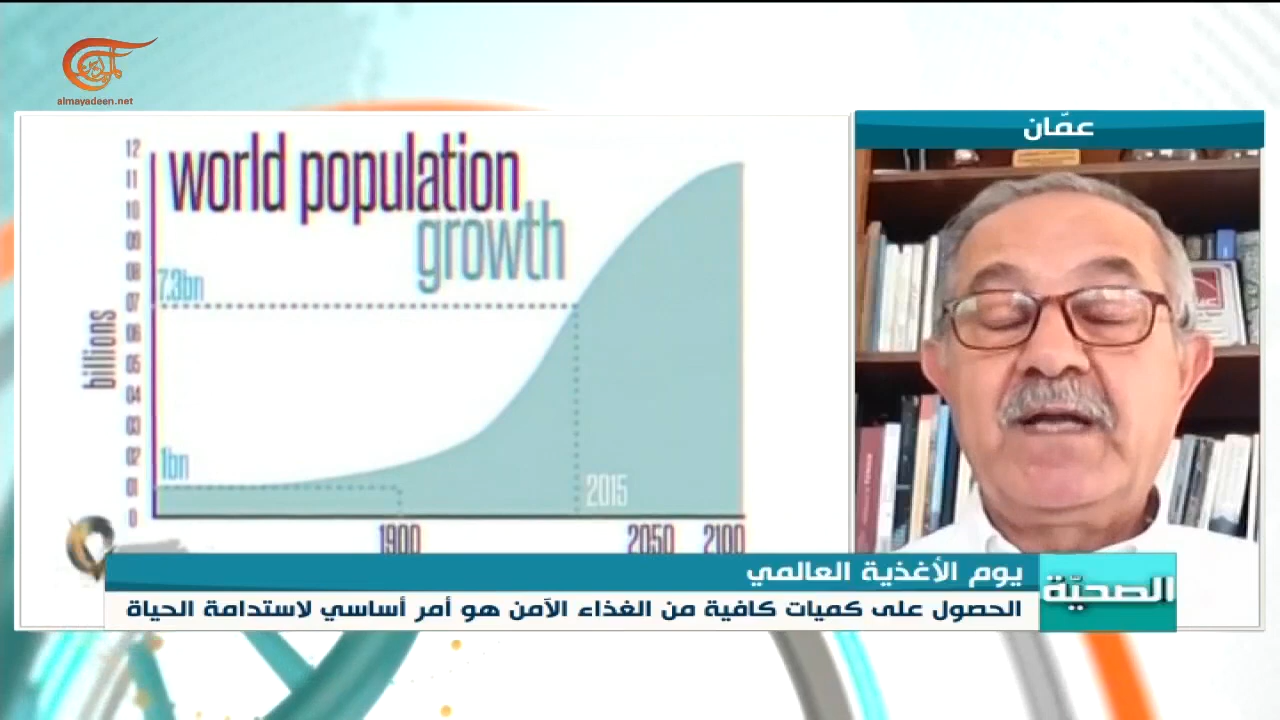 almayadeen.net
عمّان
world population
growth
billions
12
11
10
09
08
07
06
05
04
03
02
01
0
7.3bn
1bn
2015
1900
2050
2100
يوم الأغذية العالمي
الصحيّة
الحصول على كميات كافية من الغذاء الآمن هو أمر أساسي لاستدامة الحياة